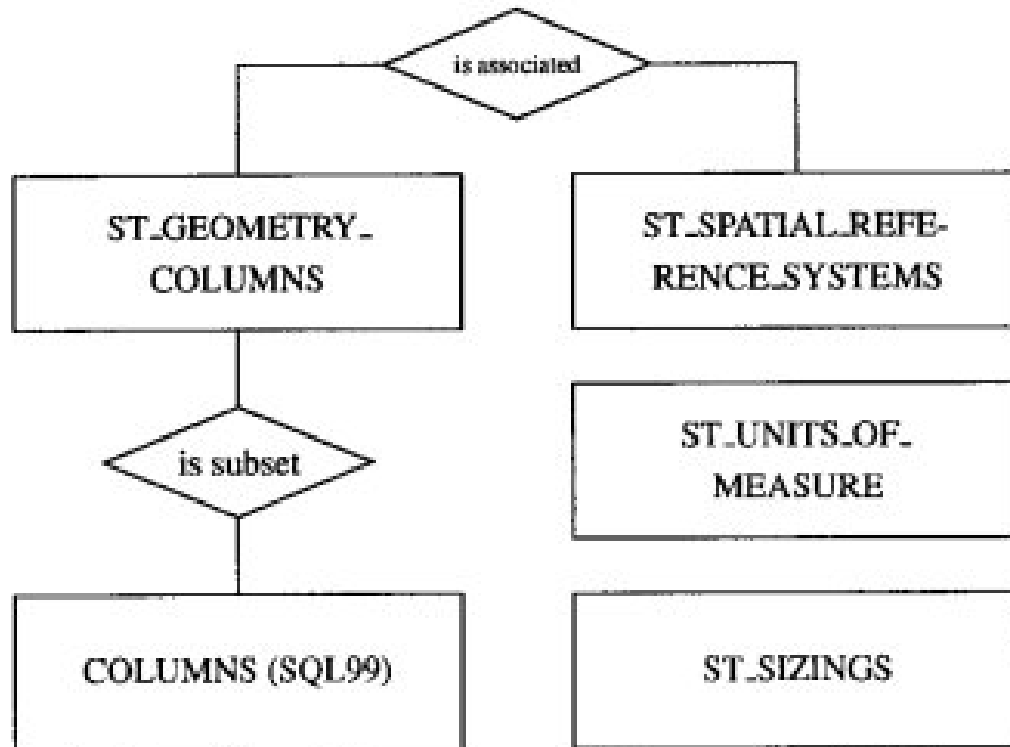 is associated
ST_GEOMETRY_
COLUMNS
ST_SPATIAL_REFE-
RENCE_SYSTEMS
is subset
ST_UNITS_OF_
MEASURE
COLUMNS (SQL99)
ST_SIZINGS